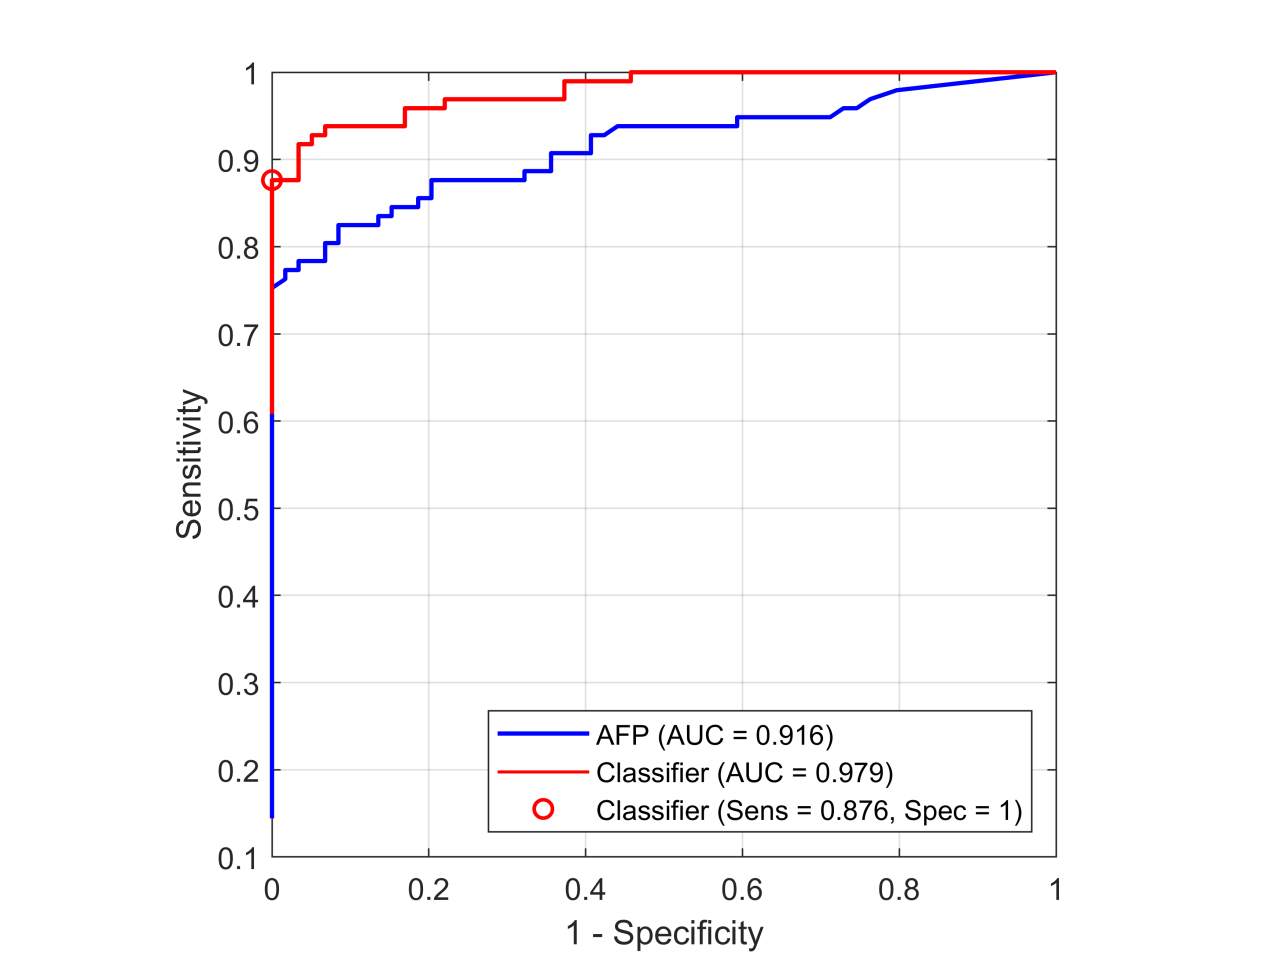 1
0.9
0.8
0.7
0.6
0.5
0.4
0.3
0.2
0.1
Sensitivity
AFP (AUC = 0.916)
Classifier (AUC = 0.979)
Classifier (Sens = 0.876, Spec = 1)
0 0.2 0.4 0.6 0.8 1
1 - Specificity